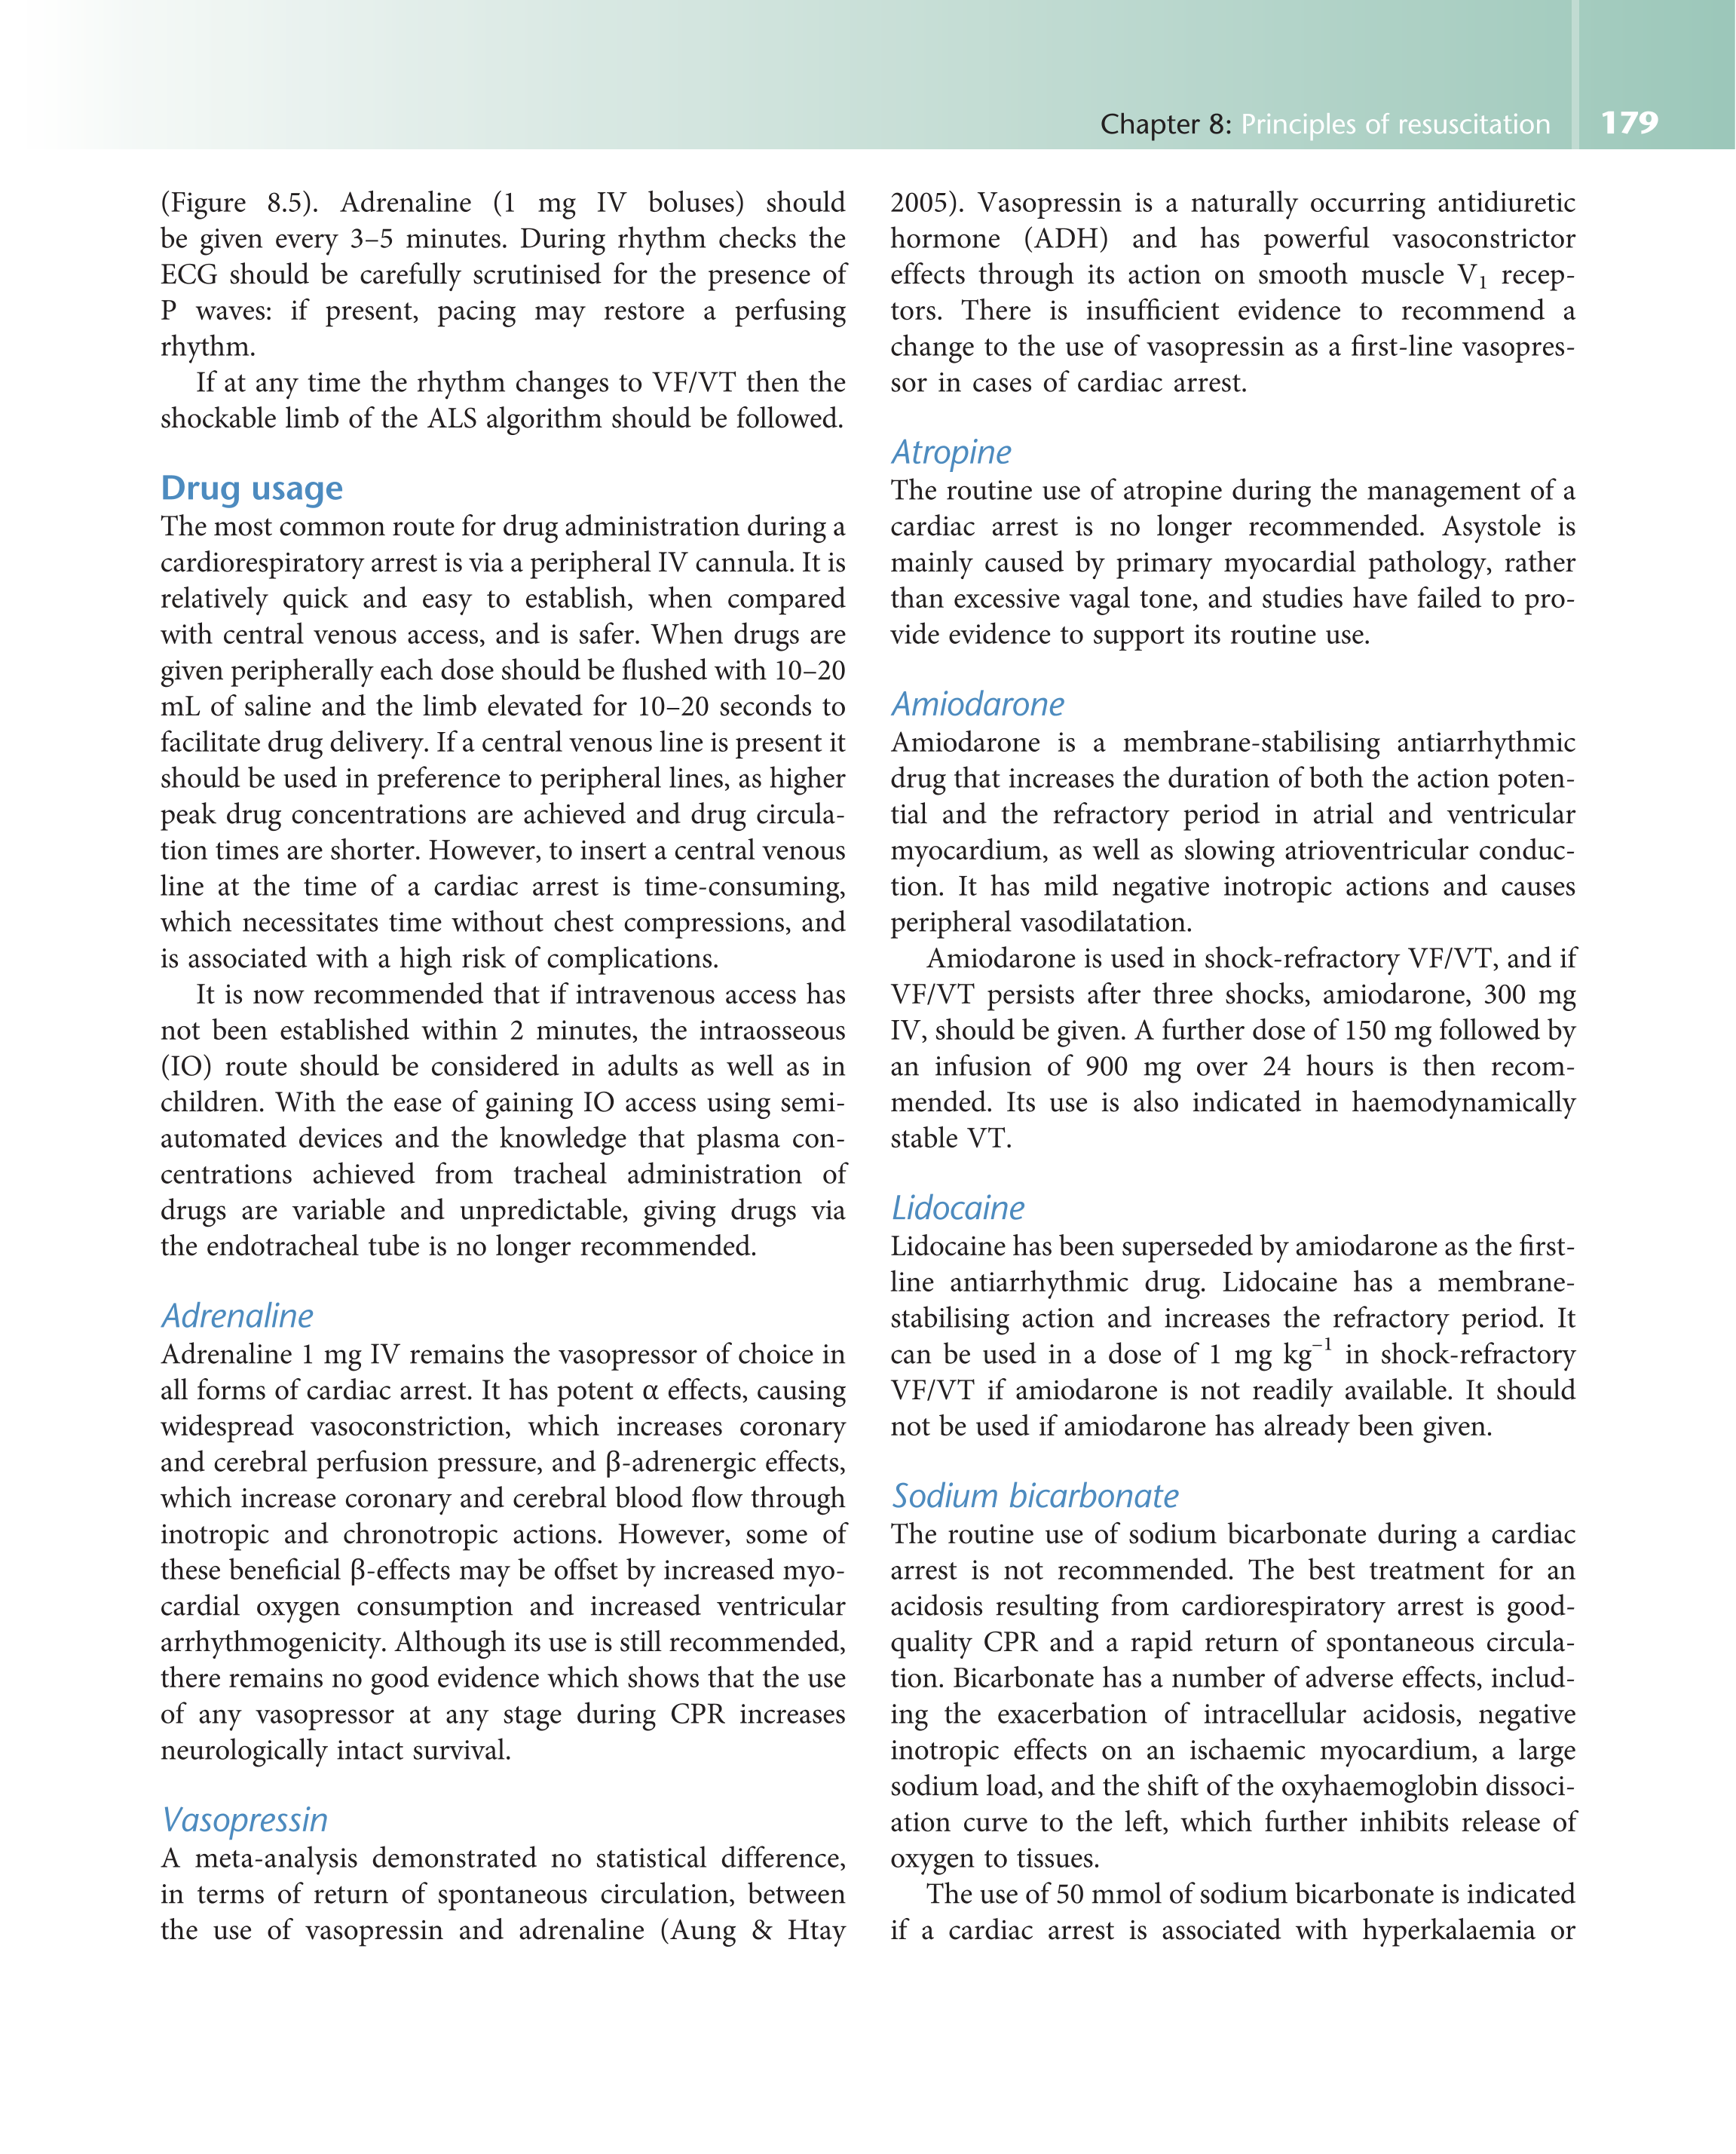 Chapter 8: Principles of resuscitation 179
(Figure 8.5). Adrenaline (1 mg IV boluses) should
be given every 3–5 minutes. During rhythm checks the
ECG should be carefully scrutinised for the presence of
P waves: if present, pacing may restore a perfusing
rhythm.
If at any time the rhythm changes to VF/VT then the
shockable limb of the ALS algorithm should be followed.
Drug usage
The most common route for drug administration during a
cardiorespiratory arrest is via a peripheral IV cannula. It is
relatively quick and easy to establish, when compared
with central venous access, and is safer. When drugs are
given peripherally each dose should be flushed with 10–20
mL of saline and the limb elevated for 10–20 seconds to
facilitate drug delivery. If a central venous line is present it
should be used in preference to peripheral lines, as higher
peak drug concentrations are achieved and drug circula-
tion times are shorter. However, to insert a central venous
line at the time of a cardiac arrest is time-consuming,
which necessitates time without chest compressions, and
is associated with a high risk of complications.
It is now recommended that if intravenous access has
not been established within 2 minutes, the intraosseous
(IO) route should be considered in adults as well as in
children. With the ease of gaining IO access using semi-
automated devices and the knowledge that plasma con-
centrations achieved from tracheal administration of
drugs are variable and unpredictable, giving drugs via
the endotracheal tube is no longer recommended.
Adrenaline
Adrenaline 1 mg IV remains the vasopressor of choice in
all forms of cardiac arrest. It has potent α effects, causing
widespread vasoconstriction, which increases coronary
and cerebral perfusion pressure, and β-adrenergic effects,
which increase coronary and cerebral blood flow through
inotropic and chronotropic actions. However, some of
these beneficial β-effects may be offset by increased myo-
cardial oxygen consumption and increased ventricular
arrhythmogenicity. Although its use is still recommended,
there remains no good evidence which shows that the use
of any vasopressor at any stage during CPR increases
neurologically intact survival.
Vasopressin
A meta-analysis demonstrated no statistical difference,
in terms of return of spontaneous circulation, between
the use of vasopressin and adrenaline (Aung & Htay
2005). Vasopressin is a naturally occurring antidiuretic
hormone (ADH) and has powerful vasoconstrictor
effects through its action on smooth muscle V₁ recep-
tors. There is insufficient evidence to recommend a
change to the use of vasopressin as a first-line vasopres-
sor in cases of cardiac arrest.
Atropine
The routine use of atropine during the management of a
cardiac arrest is no longer recommended. Asystole is
mainly caused by primary myocardial pathology, rather
than excessive vagal tone, and studies have failed to pro-
vide evidence to support its routine use.
Amiodarone
Amiodarone is a membrane-stabilising antiarrhythmic
drug that increases the duration of both the action poten-
tial and the refractory period in atrial and ventricular
myocardium, as well as slowing atrioventricular conduc-
tion. It has mild negative inotropic actions and causes
peripheral vasodilatation.
Amiodarone is used in shock-refractory VF/VT, and if
VF/VT persists after three shocks, amiodarone, 300 mg
IV, should be given. A further dose of 150 mg followed by
an infusion of 900 mg over 24 hours is then recom-
mended. Its use is also indicated in haemodynamically
stable VT.
Lidocaine
Lidocaine has been superseded by amiodarone as the first-
line antiarrhythmic drug. Lidocaine has a membrane-
stabilising action and increases the refractory period. It
can be used in a dose of 1 mg kg⁻¹ in shock-refractory
VF/VT if amiodarone is not readily available. It should
not be used if amiodarone has already been given.
Sodium bicarbonate
The routine use of sodium bicarbonate during a cardiac
arrest is not recommended. The best treatment for an
acidosis resulting from cardiorespiratory arrest is good-
quality CPR and a rapid return of spontaneous circula-
tion. Bicarbonate has a number of adverse effects, includ-
ing the exacerbation of intracellular acidosis, negative
inotropic effects on an ischaemic myocardium, a large
sodium load, and the shift of the oxyhaemoglobin dissoci-
ation curve to the left, which further inhibits release of
oxygen to tissues.
The use of 50 mmol of sodium bicarbonate is indicated
if a cardiac arrest is associated with hyperkalaemia or